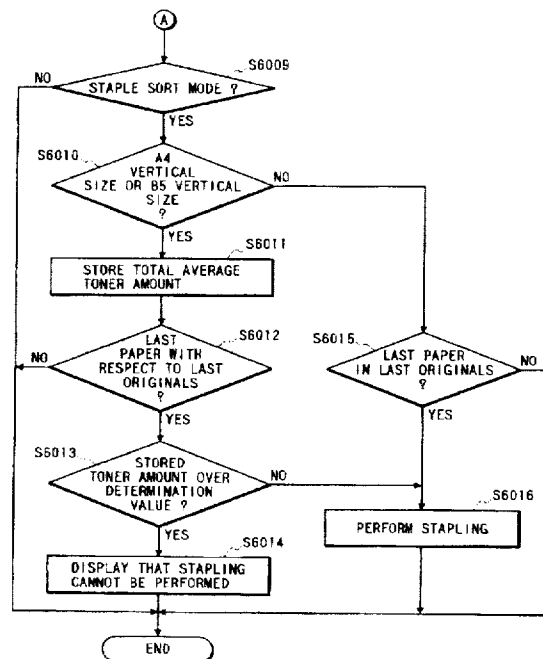 A
S6009
NO
STAPLE SORT MODE ?
YES
S6010
A4
VERTICAL
SIZE OR B5 VERTICAL
SIZE
?
NO
YES
S6011
STORE TOTAL AVERAGE
TONER AMOUNT
S6012
NO
LAST
PAPER WITH
RESPECT TO LAST
ORIGINALS
?
YES
S6015
LAST PAPER
IN LAST ORIGINALS
?
NO
YES
S6013
STORED
TONER AMOUNT OVER
DETERMINATION
VALUE ?
NO
YES
S6016
PERFORM STAPLING
S6014
DISPLAY THAT STAPLING
CANNOT BE PERFORMED
END